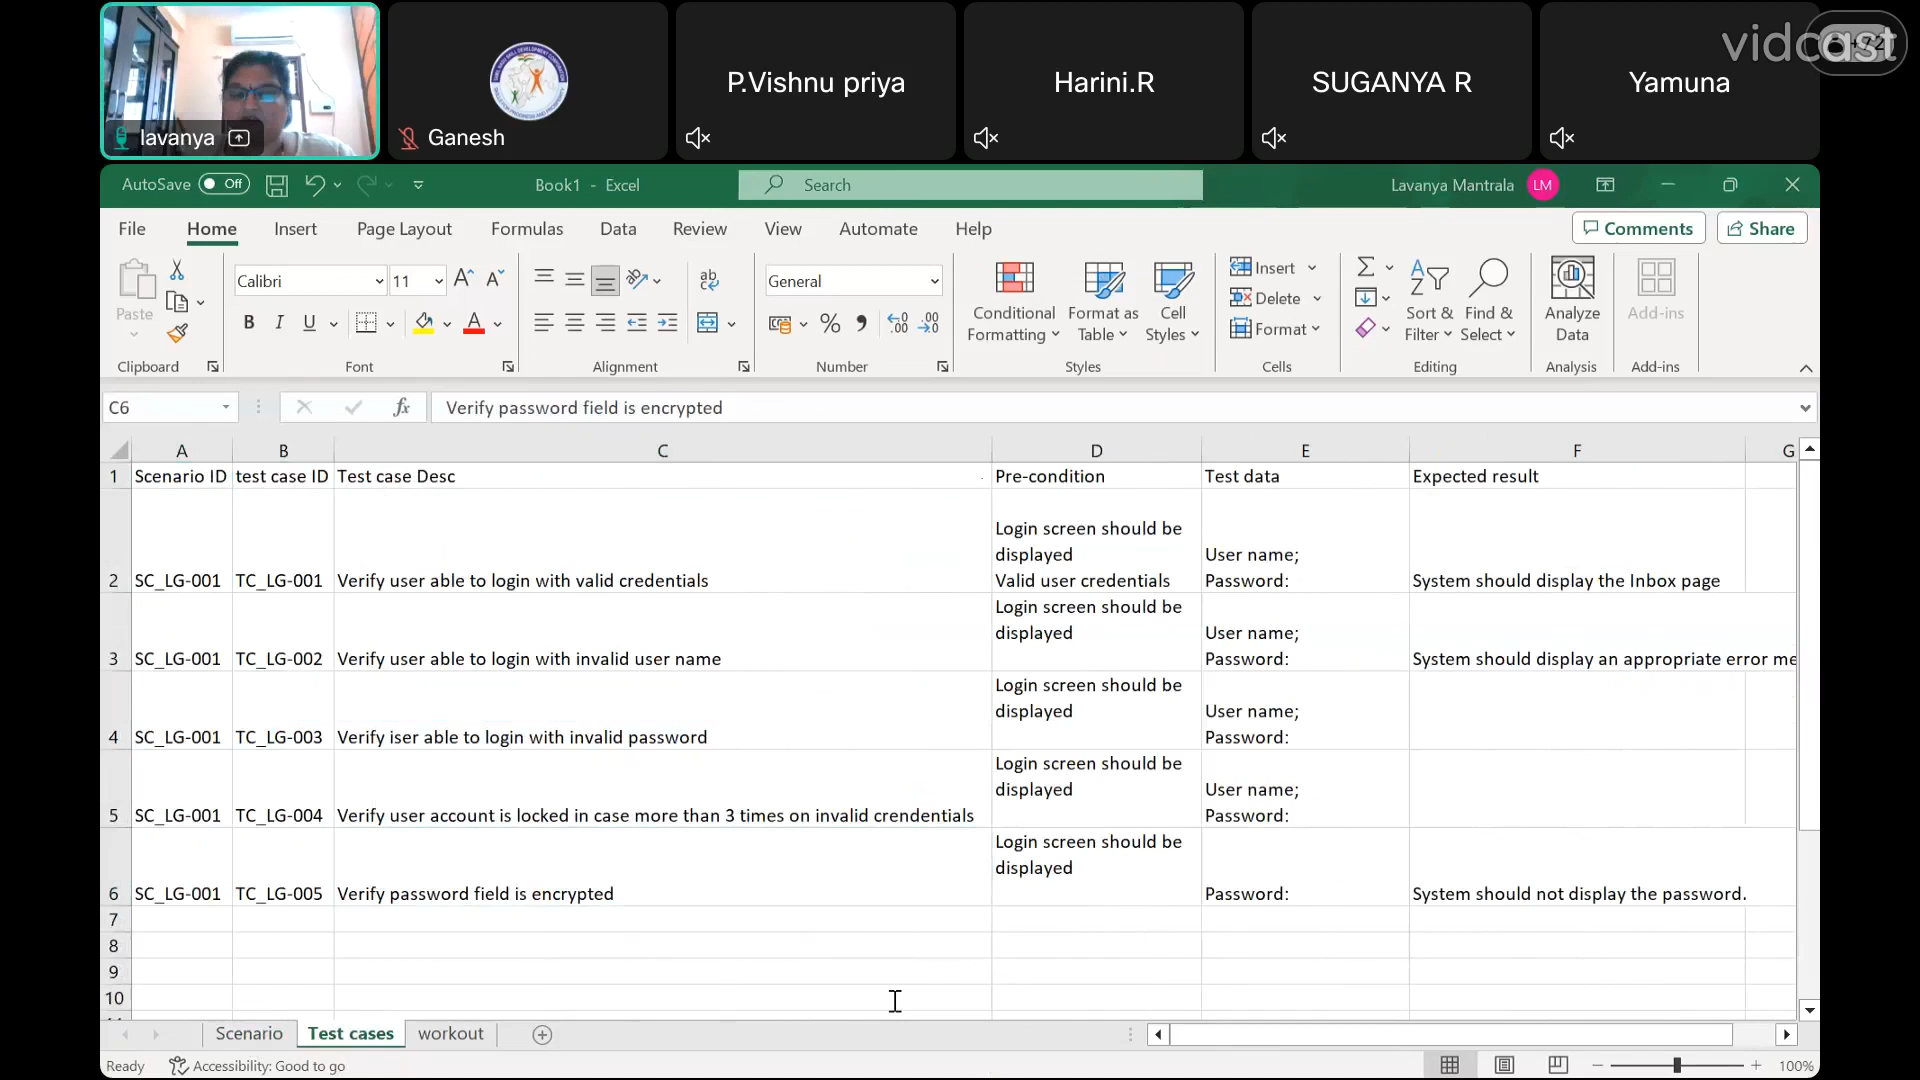 vidcast
lavanya
Ganesh
P.Vishnu priya
Harini.R
SUGANYA R
Yamuna
AutoSave Off
Book1 - Excel
Search
Lavanya Mantrala LM
File Home Insert Page Layout Formulas Data Review View Automate Help
Comments Share
Paste
Calibri 11
General
Conditional Formatting
Format as Table
Cell Styles
Insert
Delete
Format
Sort & Filter
Find & Select
Analyze Data
Add-ins
Clipboard Font Alignment Number Styles Cells Editing Analysis Add-ins
C6 fx Verify password field is encrypted
A B C D E F G
1 Scenario ID test case ID Test case Desc Pre-condition Test data Expected result
Login screen should be
displayed User name;
2 SC_LG-001 TC_LG-001 Verify user able to login with valid credentials Valid user credentials Password: System should display the Inbox page
Login screen should be
displayed User name;
3 SC_LG-001 TC_LG-002 Verify user able to login with invalid user name Password: System should display an appropriate error me
Login screen should be
displayed User name;
4 SC_LG-001 TC_LG-003 Verify iser able to login with invalid password Password:
Login screen should be
displayed User name;
5 SC_LG-001 TC_LG-004 Verify user account is locked in case more than 3 times on invalid crendentials Password:
Login screen should be
displayed
6 SC_LG-001 TC_LG-005 Verify password field is encrypted Password: System should not display the password.
7
8
9
10
Scenario Test cases workout
Ready Accessibility: Good to go 100%